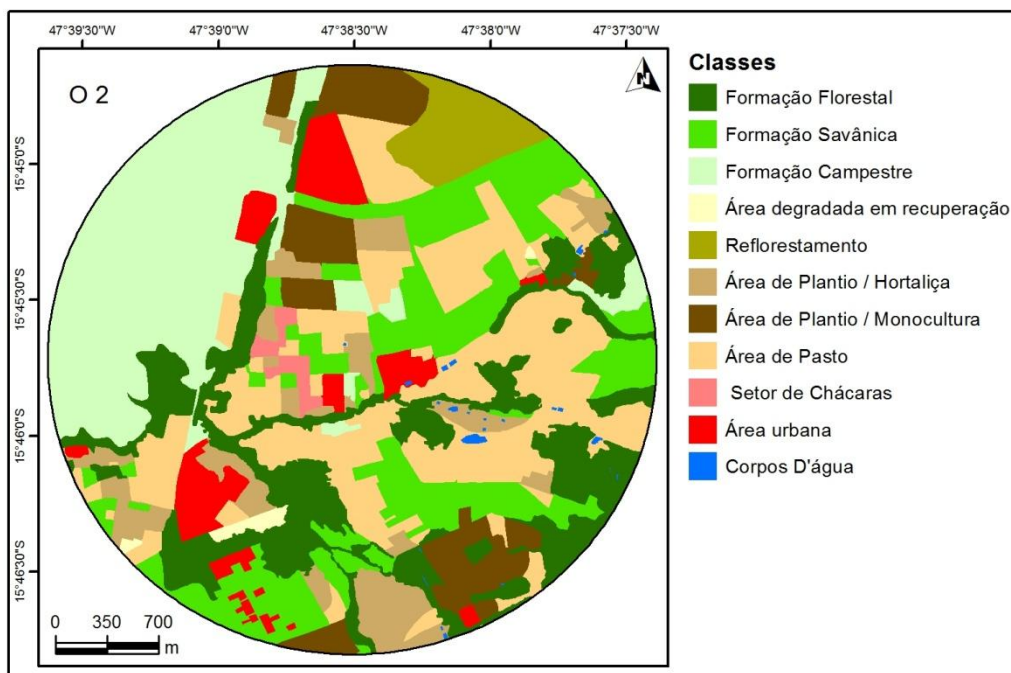 47°39'30"W 47°39'0"W 47°38'30"W 47°38'0"W 47°37'30"W
O 2
N
15°45'0"S
15°45'30"S
15°46'0"S
15°46'30"S
0 350 700
m
Classes
Formação Florestal
Formação Savânica
Formação Campestre
Área degradada em recuperação
Reflorestamento
Área de Plantio / Hortaliça
Área de Plantio / Monocultura
Área de Pasto
Setor de Chácaras
Área urbana
Corpos D'água